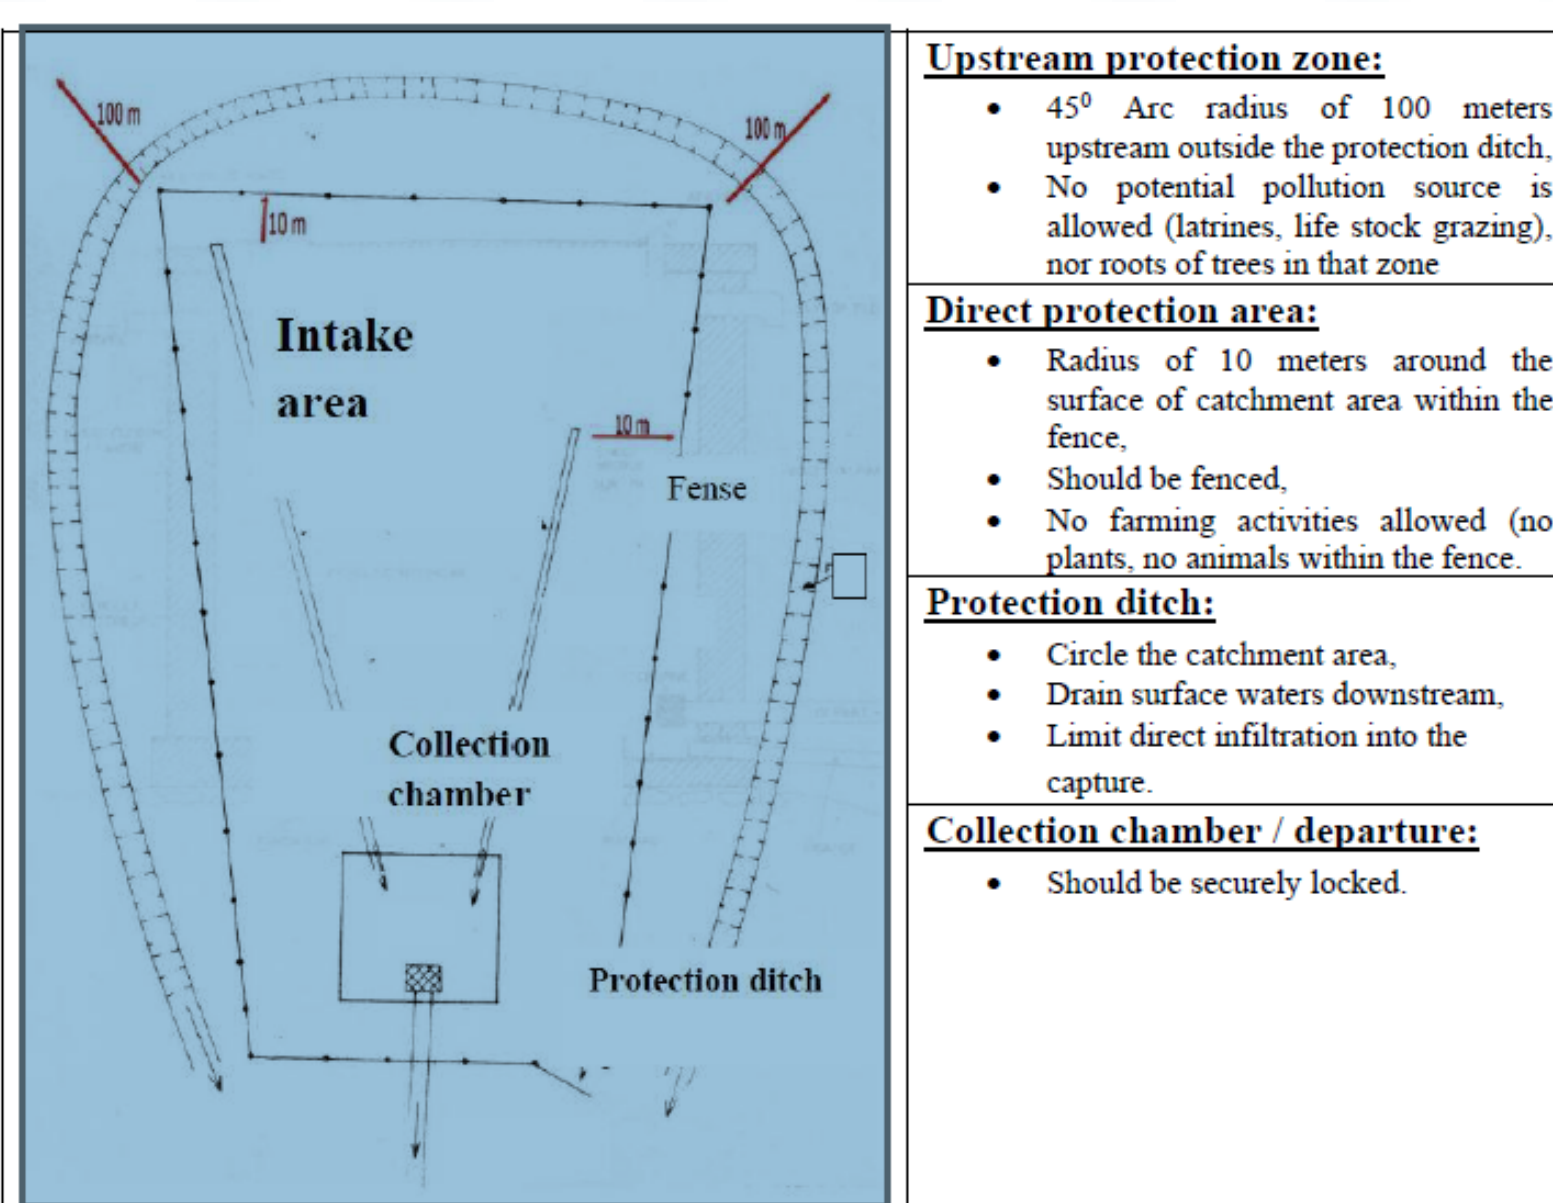 100 m
100 m
10 m
Intake
area
10 m
Fense
Collection
chamber
Protection ditch
Upstream protection zone:
• 45⁰ Arc radius of 100 meters
upstream outside the protection ditch,
• No potential pollution source is
allowed (latrines, life stock grazing),
nor roots of trees in that zone
Direct protection area:
• Radius of 10 meters around the
surface of catchment area within the
fence,
• Should be fenced,
• No farming activities allowed (no
plants, no animals within the fence.
Protection ditch:
• Circle the catchment area,
• Drain surface waters downstream,
• Limit direct infiltration into the
capture.
Collection chamber / departure:
• Should be securely locked.